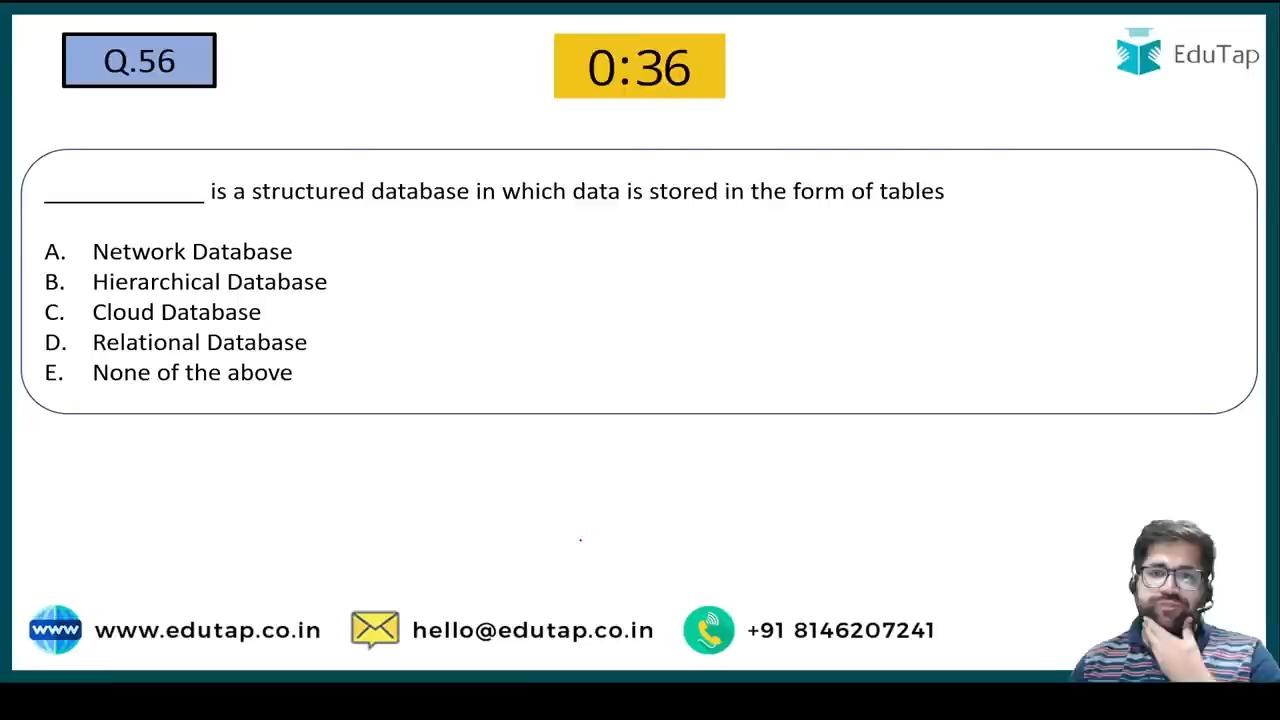 Q.56
0:36
EduTap
____________ is a structured database in which data is stored in the form of tables
A. Network Database
B. Hierarchical Database
C. Cloud Database
D. Relational Database
E. None of the above
www www.edutap.co.in hello@edutap.co.in +91 8146207241